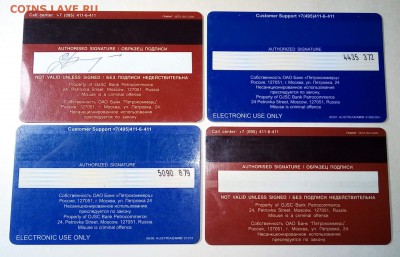 COINS.LAVE.RU
Call center: +7 (095) 411-6-411
AUTHORISED SIGNATURE / ОБРАЗЕЦ ПОДПИСИ
NOT VALID UNLESS SIGNED / БЕЗ ПОДПИСИ НЕДЕЙСТВИТЕЛЬНА
Property of OJSC Bank Petrocommerce
24, Petrovka Street, Moscow, 127051, Russia
Misuse is criminal offence
Собственность ОАО Банк «Петрокоммерц»
Россия, 127051, г. Москва, ул. Петровка 24
Несанкционированное использование
преследуется по закону
Customer Support +7(495)411-6-411
AUTHORIZED SIGNATURE
4435 372
Собственность ОАО Банк "Петрокоммерц"
Россия, 127051, г. Москва, ул. Петровка, 24
Несанкционированное использование
преследуется по закону.
Property of OJSC Bank Petrocommerce
24 Petrovka Street, Moscow, 127051, Russia
Misuse is criminal offence
ELECTRONIC USE ONLY
Customer Support +7(495)411-6-411
AUTHORIZED SIGNATURE
5090 879
Собственность ОАО Банк "Петрокоммерц"
Россия, 127051, г. Москва, ул. Петровка, 24
Несанкционированное использование
преследуется по закону.
Property of OJSC Bank Petrocommerce
24 Petrovka Street, Moscow, 127051, Russia
Misuse is criminal offence
ELECTRONIC USE ONLY
Call center: +7 (095) 411-6-411
AUTHORISED SIGNATURE / ОБРАЗЕЦ ПОДПИСИ
NOT VALID UNLESS SIGNED / БЕЗ ПОДПИСИ НЕДЕЙСТВИТЕЛЬНА
Property of OJSC Bank Petrocommerce
24, Petrovka Street, Moscow, 127051, Russia
Misuse is criminal offence
Собственность ОАО Банк «Петрокоммерц»
Россия, 127051, г. Москва, ул. Петровка 24
Несанкционированное использование
преследуется по закону